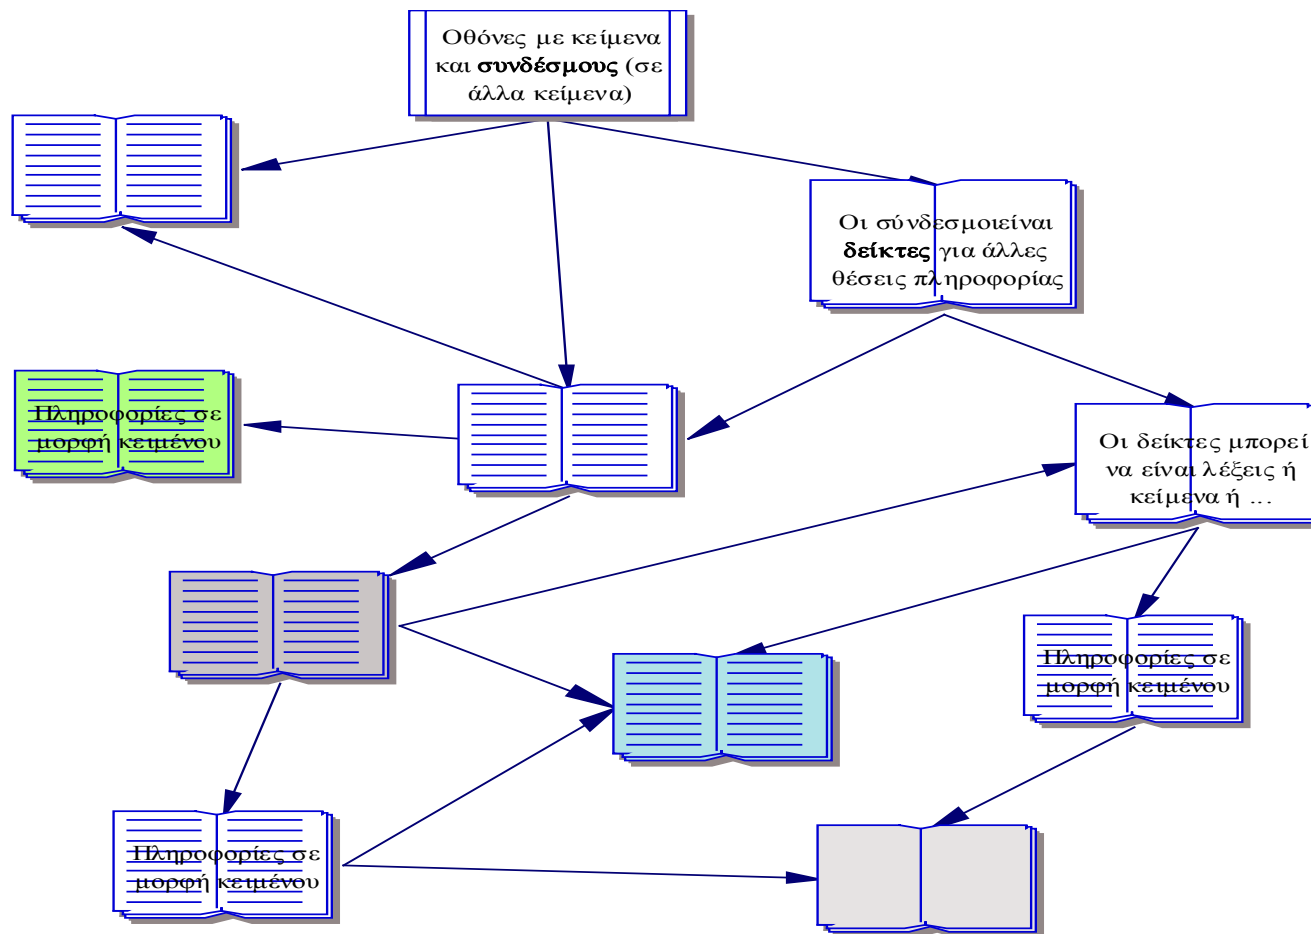 Οθόνες με κείμενα
και συνδέσμους (σε
άλλα κείμενα)
Οι σύνδεσμοιείναι
δείκτες για άλλες
θέσεις πληροφορίας
Πληροφορίες σε
μορφή κειμένου
Οι δείκτες μπορεί
να είναι λέξεις ή
κείμενα ή ...
Πληροφορίες σε
μορφή κειμένου
Πληροφορίες σε
μορφή κειμένου